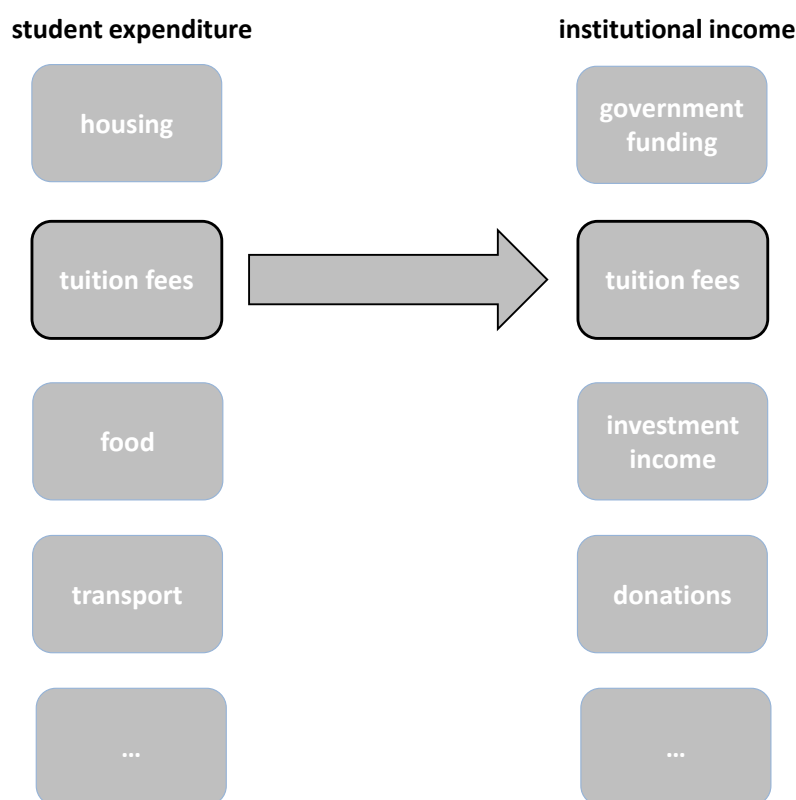 student expenditure
institutional income
housing
government
funding
tuition fees
tuition fees
food
investment
income
transport
donations
...
...